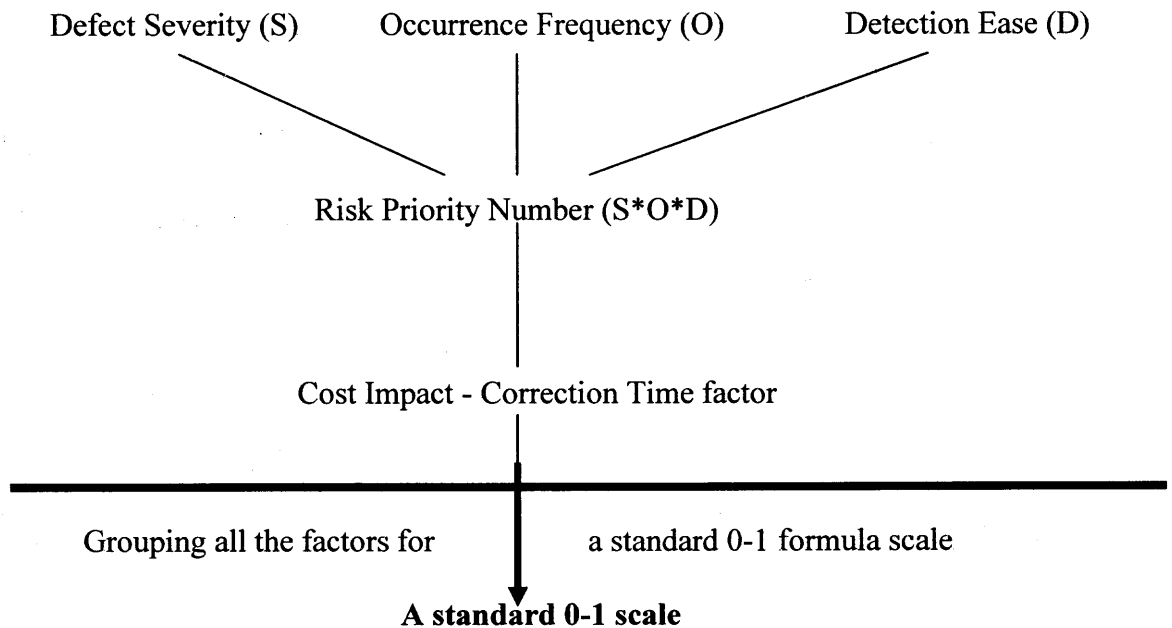 Defect Severity (S) Occurrence Frequency (O) Detection Ease (D)
Risk Priority Number (S*O*D)
Cost Impact - Correction Time factor
Grouping all the factors for a standard 0-1 formula scale
A standard 0-1 scale